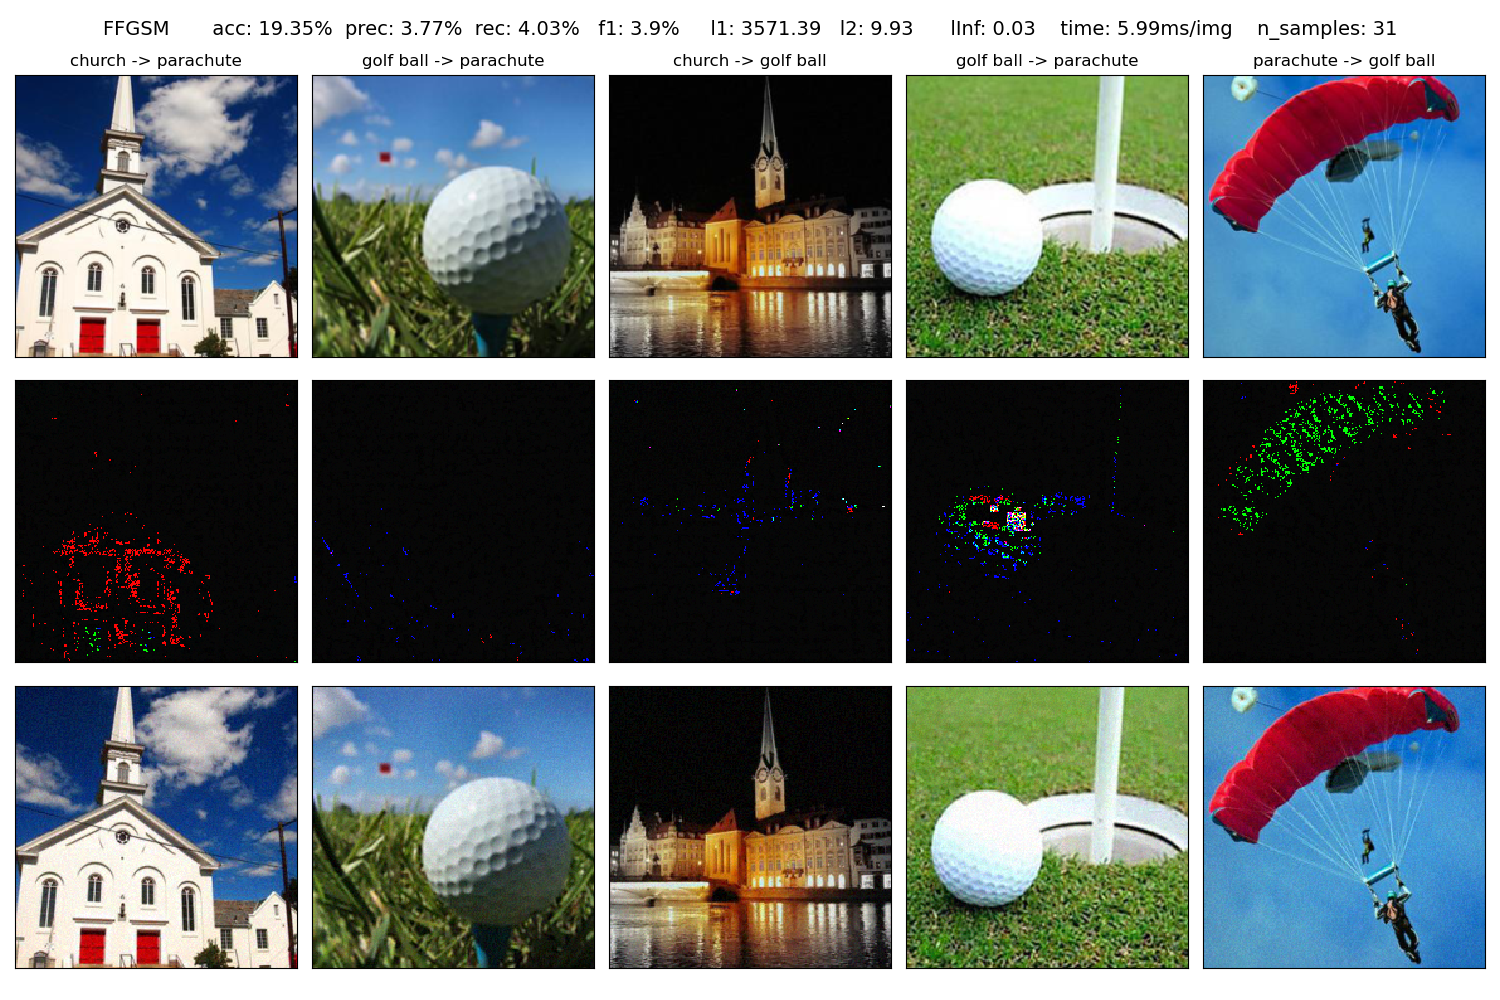 FFGSM acc: 19.35% prec: 3.77% rec: 4.03% f1: 3.9% l1: 3571.39 l2: 9.93 lInf: 0.03 time: 5.99ms/img n_samples: 31
church -> parachute
golf ball -> parachute
church -> golf ball
golf ball -> parachute
parachute -> golf ball